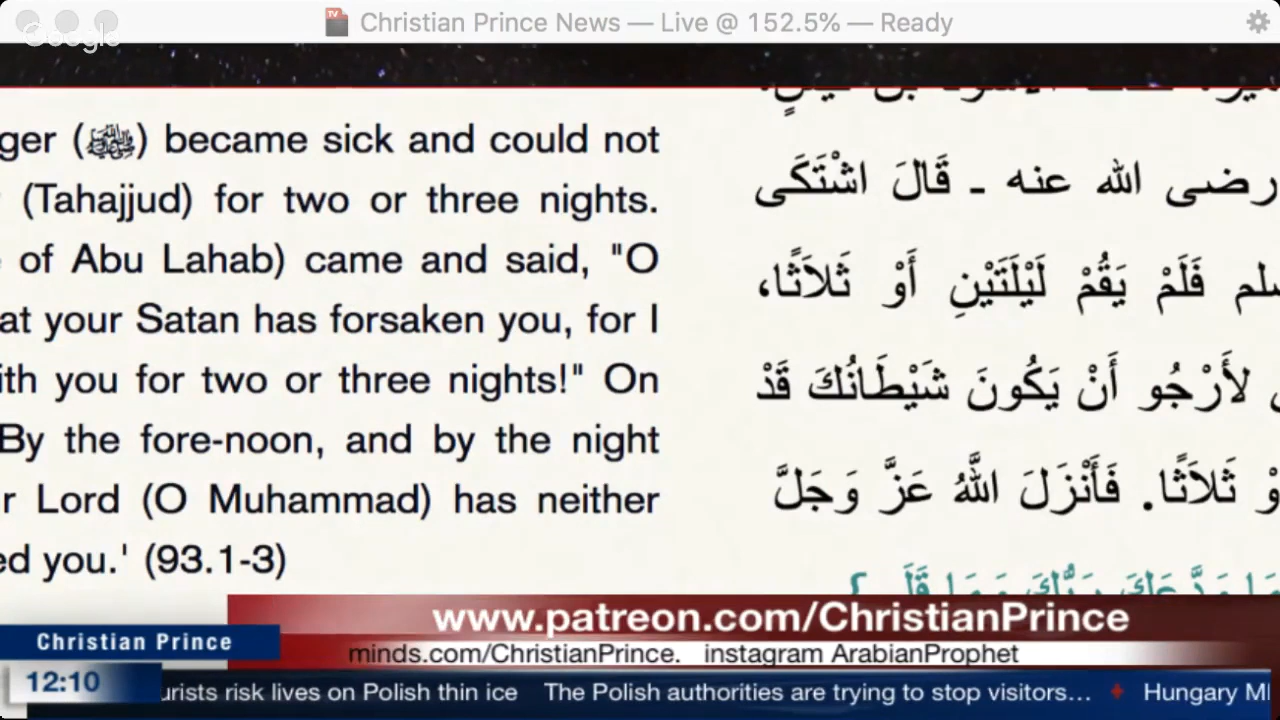 Christian Prince News — Live @ 152.5% — Ready
Google
ger (ﷺ) became sick and could not
(Tahajjud) for two or three nights.
of Abu Lahab) came and said, "O
at your Satan has forsaken you, for I
ith you for two or three nights!" On
By the fore-noon, and by the night
r Lord (O Muhammad) has neither
ed you.' (93.1-3)
رضى الله عنه ـ قَالَ اشْتَكَى
سلم فَلَمْ يَقُمْ لَيْلَتَيْنِ أَوْ ثَلاَثًا،
لأَرْجُو أَنْ يَكُونَ شَيْطَانُكَ قَدْ
وْ ثَلاَثًا. فَأَنْزَلَ اللَّهُ عَزَّ وَجَلَّ
www.patreon.com/ChristianPrince
minds.com/ChristianPrince. instagram ArabianProphet
Christian Prince
12:10
urists risk lives on Polish thin ice The Polish authorities are trying to stop visitors... Hungary